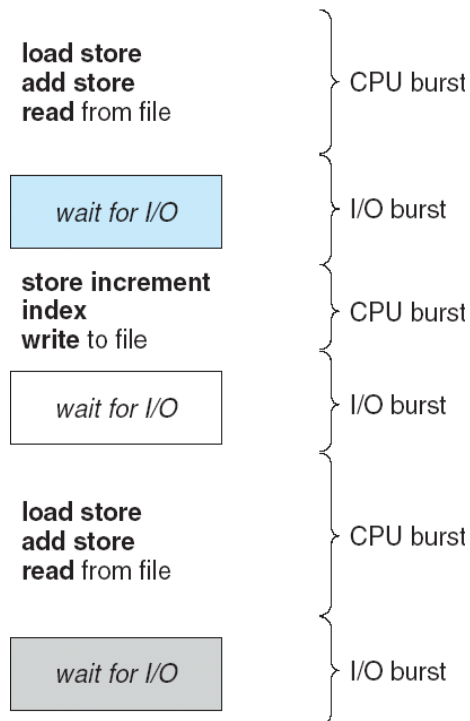 load store
add store
read from file
CPU burst
wait for I/O
I/O burst
store increment
index
write to file
CPU burst
wait for I/O
I/O burst
load store
add store
read from file
CPU burst
wait for I/O
I/O burst